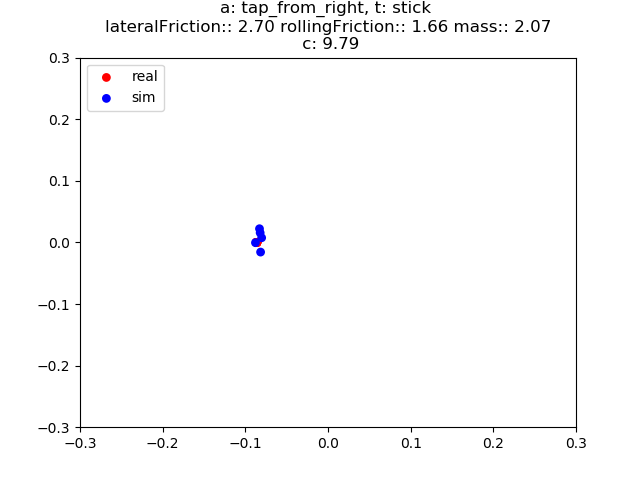 a: tap_from_right, t: stick
lateralFriction:: 2.70 rollingFriction:: 1.66 mass:: 2.07
c: 9.79
real
sim
0.3
0.2
0.1
0.0
−0.1
−0.2
−0.3
−0.3 −0.2 −0.1 0.0 0.1 0.2 0.3